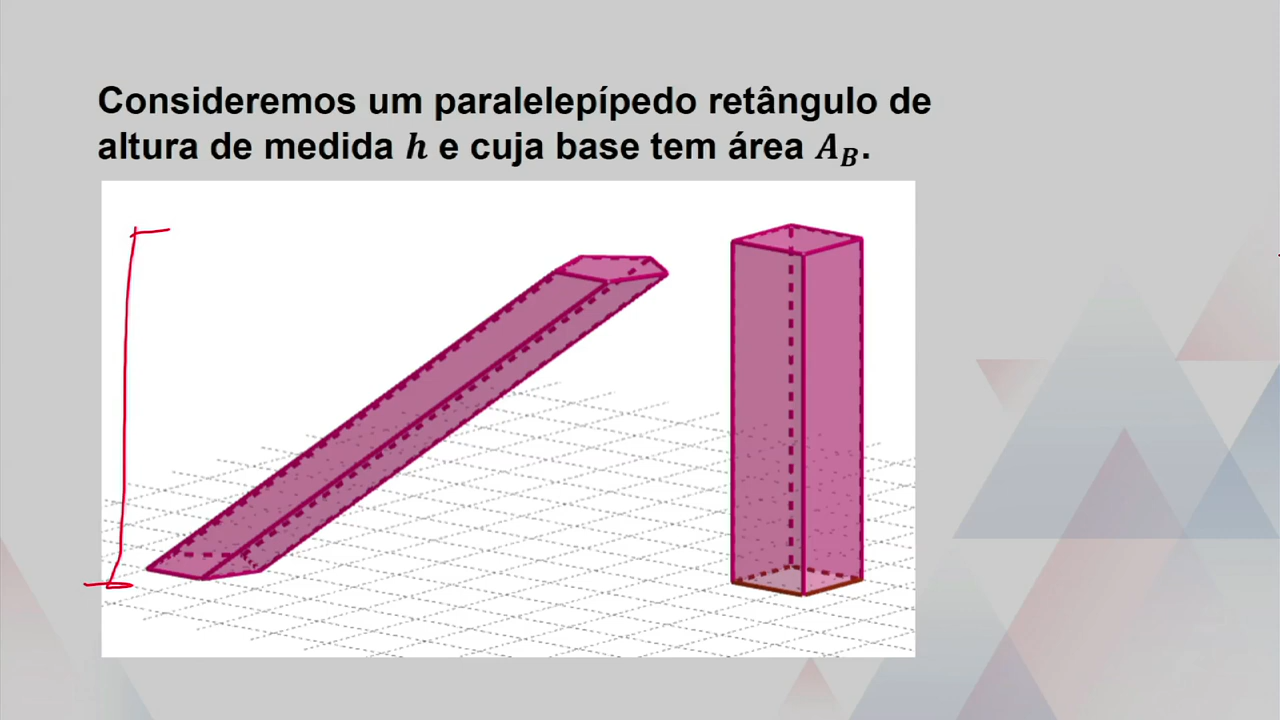 Consideremos um paralelepípedo retângulo de
altura de medida h e cuja base tem área A_B.